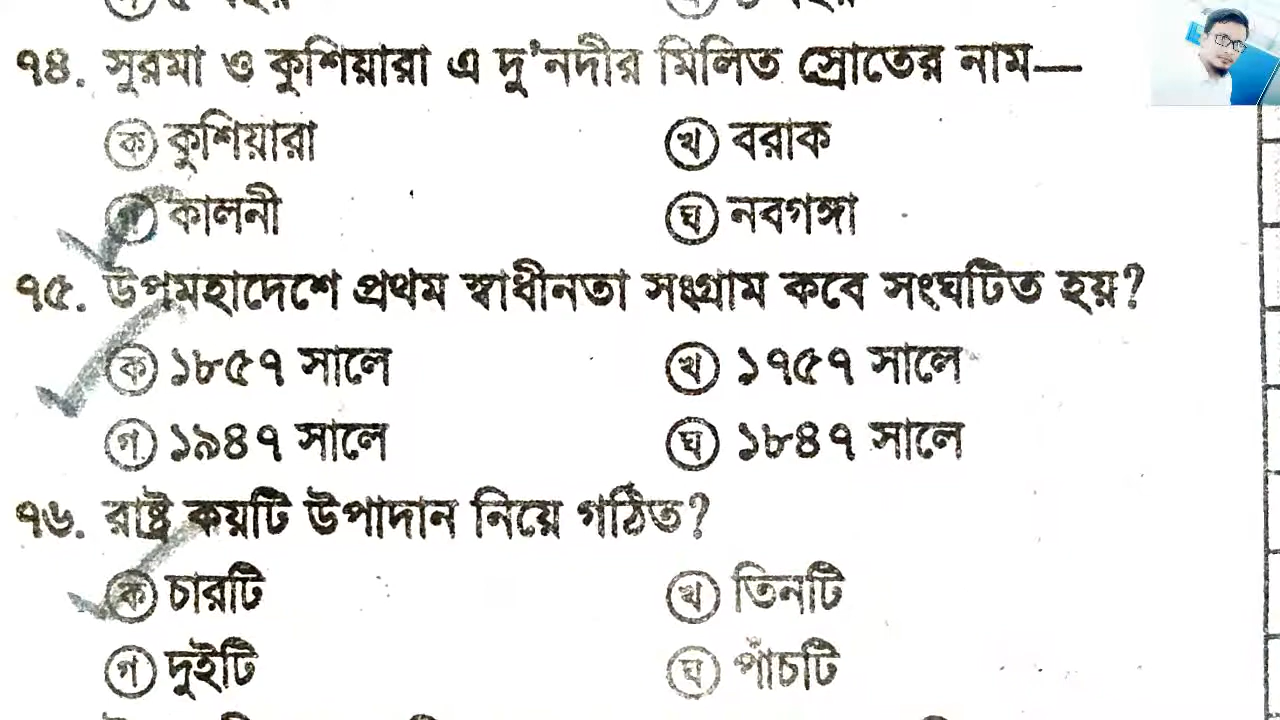 ৭৪. সুরমা ও কুশিয়ারা এ দু'নদীর মিলিত স্রোতের নাম—
ক কুশিয়ারা খ বরাক
গ কালনী ঘ নবগঙ্গা
৭৫. উপমহাদেশে প্রথম স্বাধীনতা সংগ্রাম কবে সংঘটিত হয়?
ক ১৮৫৭ সালে খ ১৭৫৭ সালে
গ ১৯৪৭ সালে ঘ ১৮৪৭ সালে
৭৬. রাষ্ট্র কয়টি উপাদান নিয়ে গঠিত?
ক চারটি খ তিনটি
গ দুইটি ঘ পাঁচটি